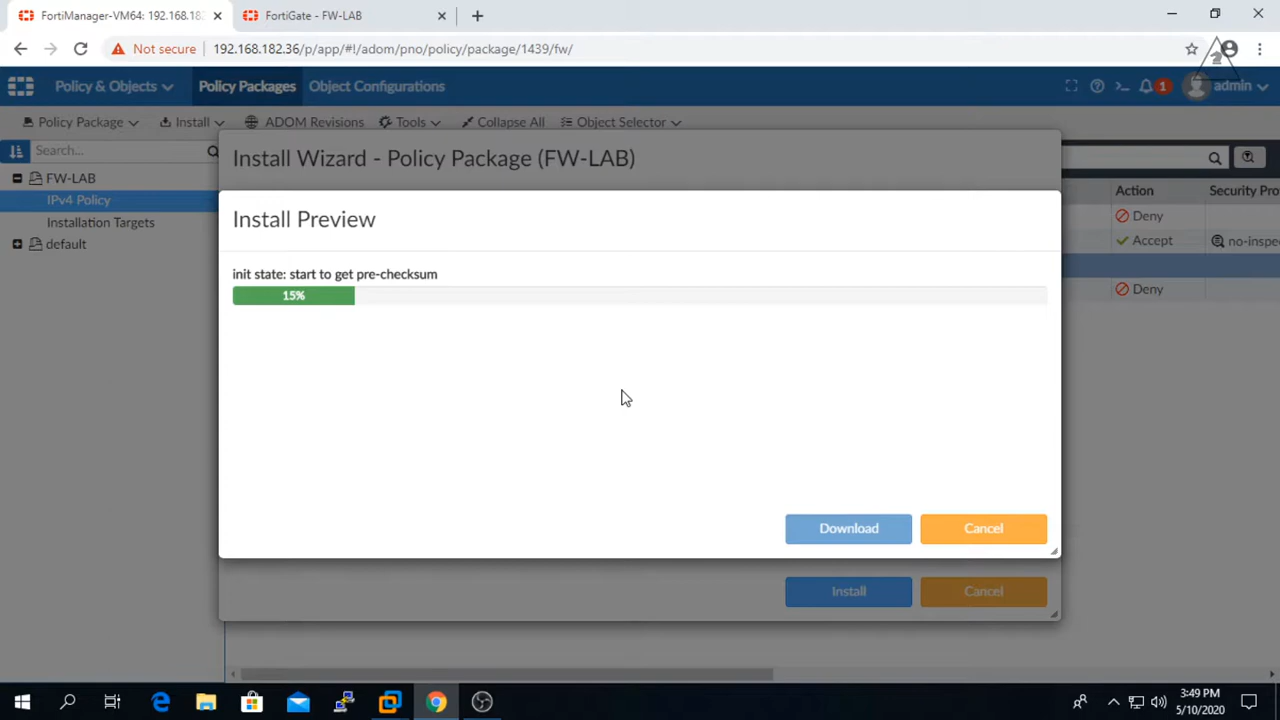 FortiManager-VM64: 192.168.182
FortiGate - FW-LAB
Not secure
192.168.182.36/p/app/#!/adom/pno/policy/package/1439/fw/
Policy & Objects
Policy Packages
Object Configurations
1
admin
Policy Package
Install
ADOM Revisions
Tools
Collapse All
Object Selector
Search...
FW-LAB
IPv4 Policy
Installation Targets
default
Install Wizard - Policy Package (FW-LAB)
Action
Security Pro
Deny
Accept
no-inspe
Deny
Install Preview
init state: start to get pre-checksum
15%
Download
Cancel
Install
Cancel
3:49 PM
5/10/2020